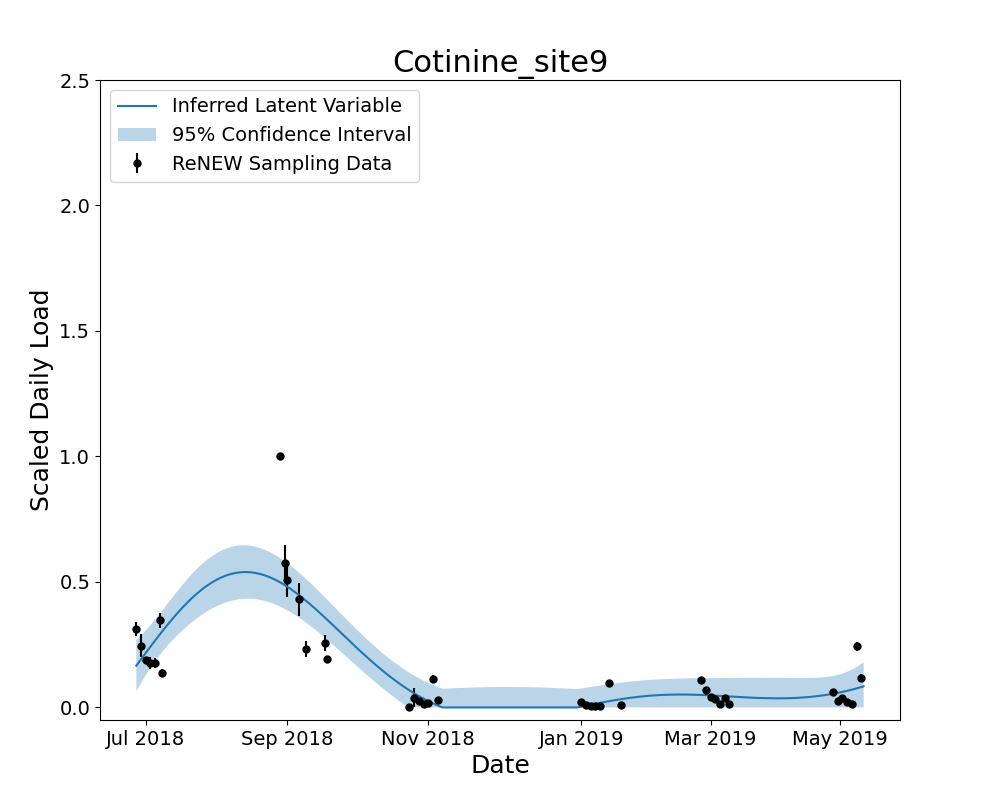 Cotinine_site9
Inferred Latent Variable
95% Confidence Interval
ReNEW Sampling Data
Scaled Daily Load
2.5
2.0
1.5
1.0
0.5
0.0
Jul 2018 Sep 2018 Nov 2018 Jan 2019 Mar 2019 May 2019
Date